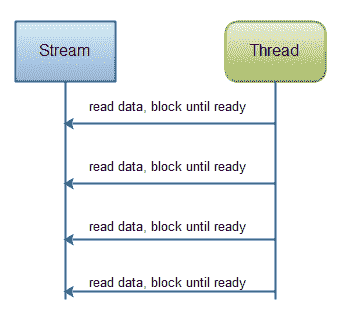 Stream
Thread
read data, block until ready
read data, block until ready
read data, block until ready
read data, block until ready